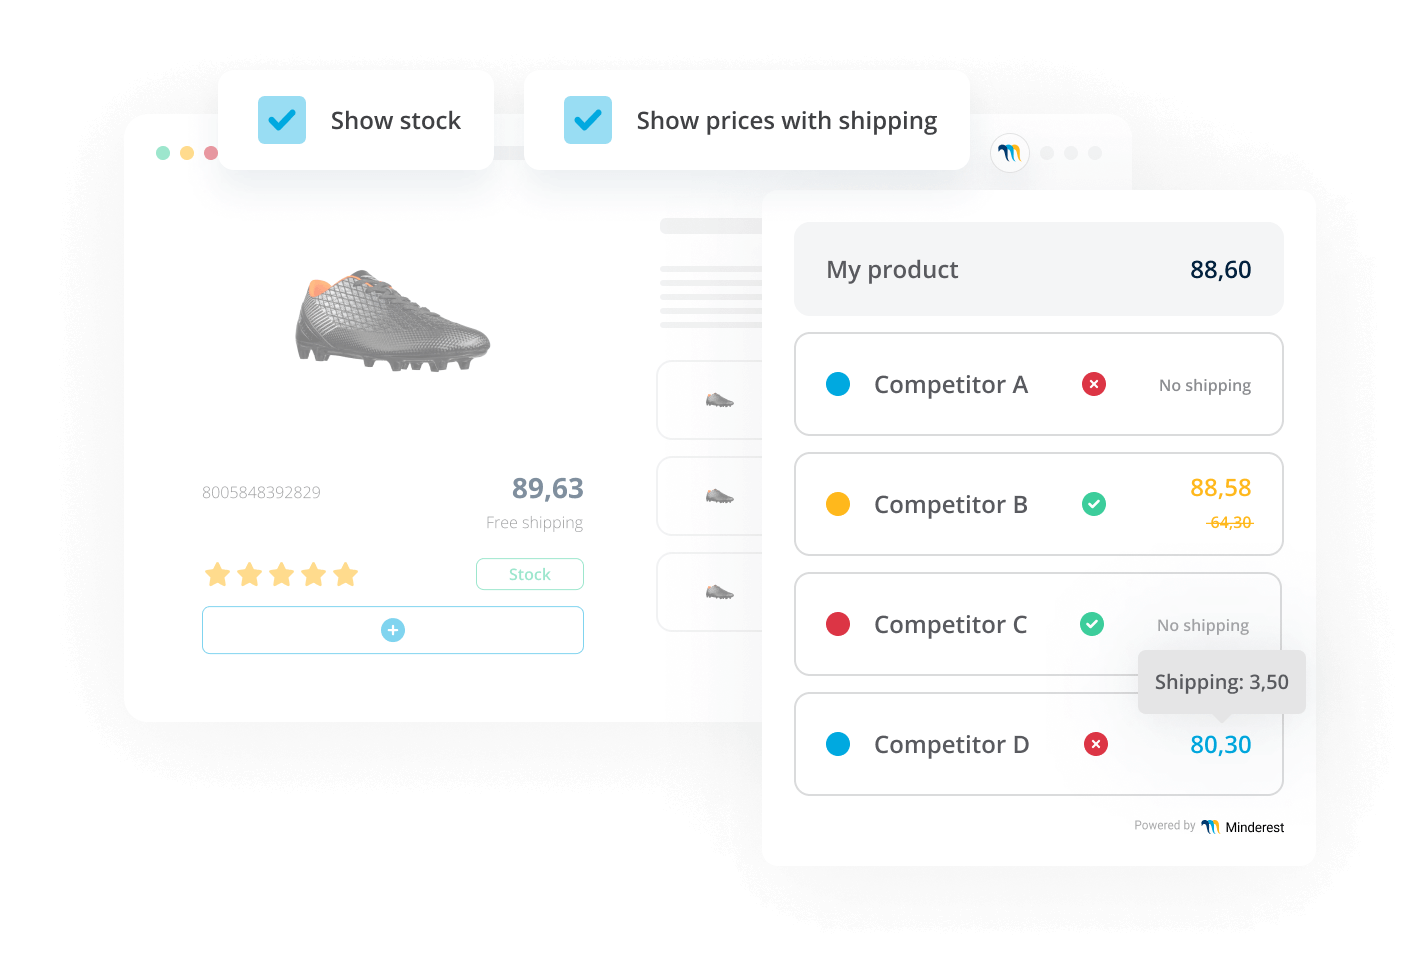 Show stock
Show prices with shipping
8005848392829
89,63
Free shipping
Stock
My product
88,60
Competitor A
No shipping
Competitor B
88,58
64,30
Competitor C
No shipping
Shipping: 3,50
Competitor D
80,30
Powered by Minderest